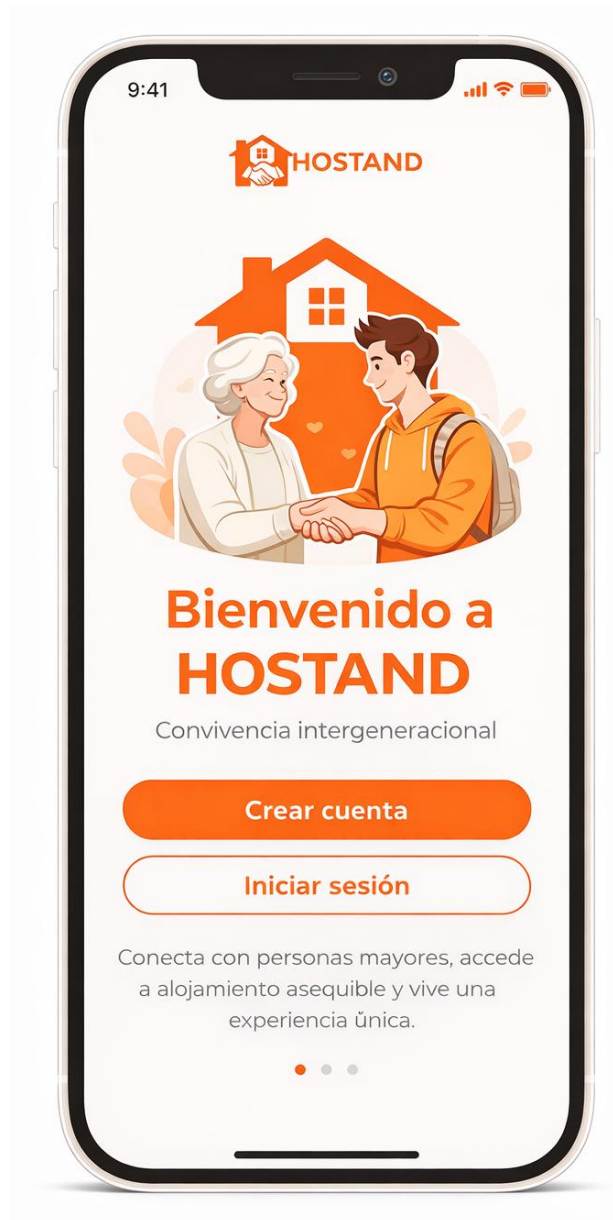 9:41
HOSTAND
Bienvenido a
HOSTAND
Convivencia intergeneracional
Crear cuenta
Iniciar sesión
Conecta con personas mayores, accede
a alojamiento asequible y vive una
experiencia ŭnica.